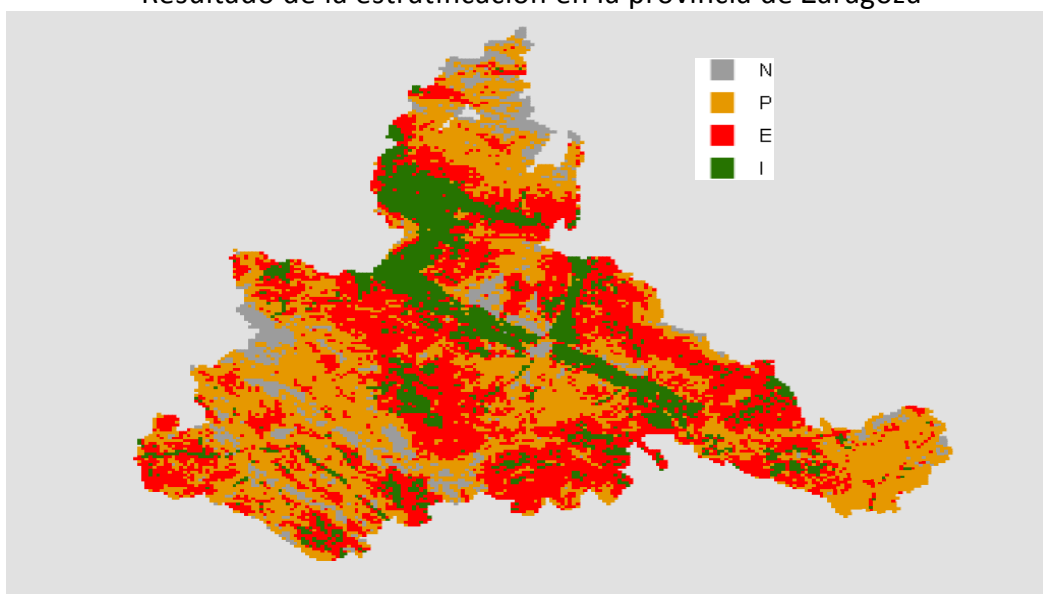 Resultado de la estratificación en la provincia de Zaragoza
N
P
E
I